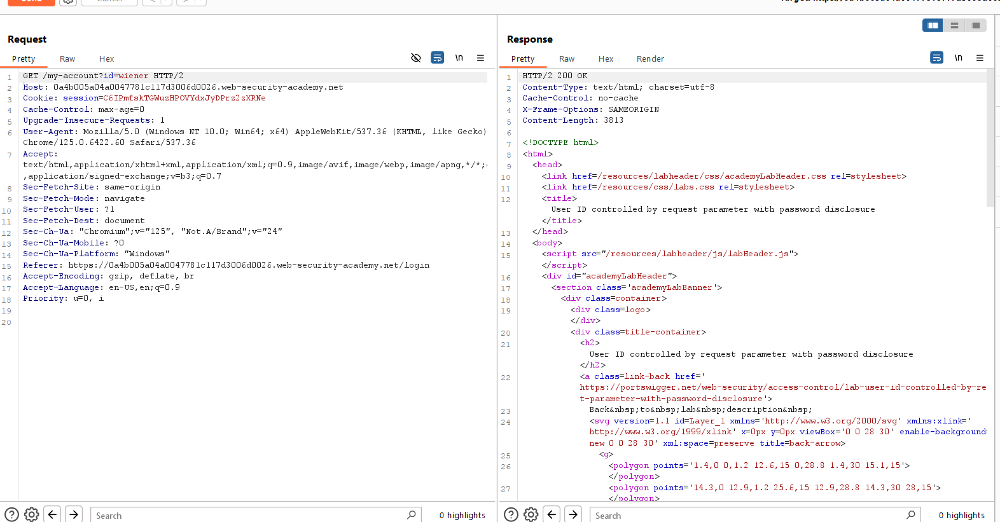 Request
Pretty Raw Hex \n
1 GET /my-account?id=wiener HTTP/2
2 Host: 0a4b005a04a0047781c117d3006d0026.web-security-academy.net
3 Cookie: session=C6IPmfskTGWuzHPOVYdxJyDPrz2zXRNe
4 Cache-Control: max-age=0
5 Upgrade-Insecure-Requests: 1
6 User-Agent: Mozilla/5.0 (Windows NT 10.0; Win64; x64) AppleWebKit/537.36 (KHTML, like Gecko)
Chrome/125.0.6422.60 Safari/537.36
7 Accept:
text/html,application/xhtml+xml,application/xml;q=0.9,image/avif,image/webp,image/apng,*/*;
,application/signed-exchange;v=b3;q=0.7
8 Sec-Fetch-Site: same-origin
9 Sec-Fetch-Mode: navigate
10 Sec-Fetch-User: ?1
11 Sec-Fetch-Dest: document
12 Sec-Ch-Ua: "Chromium";v="125", "Not.A/Brand";v="24"
13 Sec-Ch-Ua-Mobile: ?0
14 Sec-Ch-Ua-Platform: "Windows"
15 Referer: https://0a4b005a04a0047781c117d3006d0026.web-security-academy.net/login
16 Accept-Encoding: gzip, deflate, br
17 Accept-Language: en-US,en;q=0.9
18 Priority: u=0, i
19
20
Search 0 highlights
Response
Pretty Raw Hex Render \n
1 HTTP/2 200 OK
2 Content-Type: text/html; charset=utf-8
3 Cache-Control: no-cache
4 X-Frame-Options: SAMEORIGIN
5 Content-Length: 3813
6
7 <!DOCTYPE html>
8 <html>
9 <head>
10 <link href=/resources/labheader/css/academyLabHeader.css rel=stylesheet>
11 <link href=/resources/css/labs.css rel=stylesheet>
12 <title>
User ID controlled by request parameter with password disclosure
</title>
13 </head>
14 <body>
15 <script src="/resources/labheader/js/labHeader.js">
</script>
16 <div id="academyLabHeader">
17 <section class='academyLabBanner'>
18 <div class=container>
19 <div class=logo>
</div>
20 <div class=title-container>
21 <h2>
User ID controlled by request parameter with password disclosure
</h2>
22 <a class=link-back href='
https://portswigger.net/web-security/access-control/lab-user-id-controlled-by-re
t-parameter-with-password-disclosure'>
23 Back&nbsp;to&nbsp;lab&nbsp;description&nbsp;
24 <svg version=1.1 id=Layer_1 xmlns='http://www.w3.org/2000/svg' xmlns:xlink='
http://www.w3.org/1999/xlink' x=0px y=0px viewBox='0 0 28 30' enable-background=
new 0 0 28 30' xml:space=preserve title=back-arrow>
25 <g>
26 <polygon points='1.4,0 0,1.2 12.6,15 0,28.8 1.4,30 15.1,15'>
</polygon>
27 <polygon points='14.3,0 12.9,1.2 25.6,15 12.9,28.8 14.3,30 28,15'>
</polygon>
Search 0 highlights